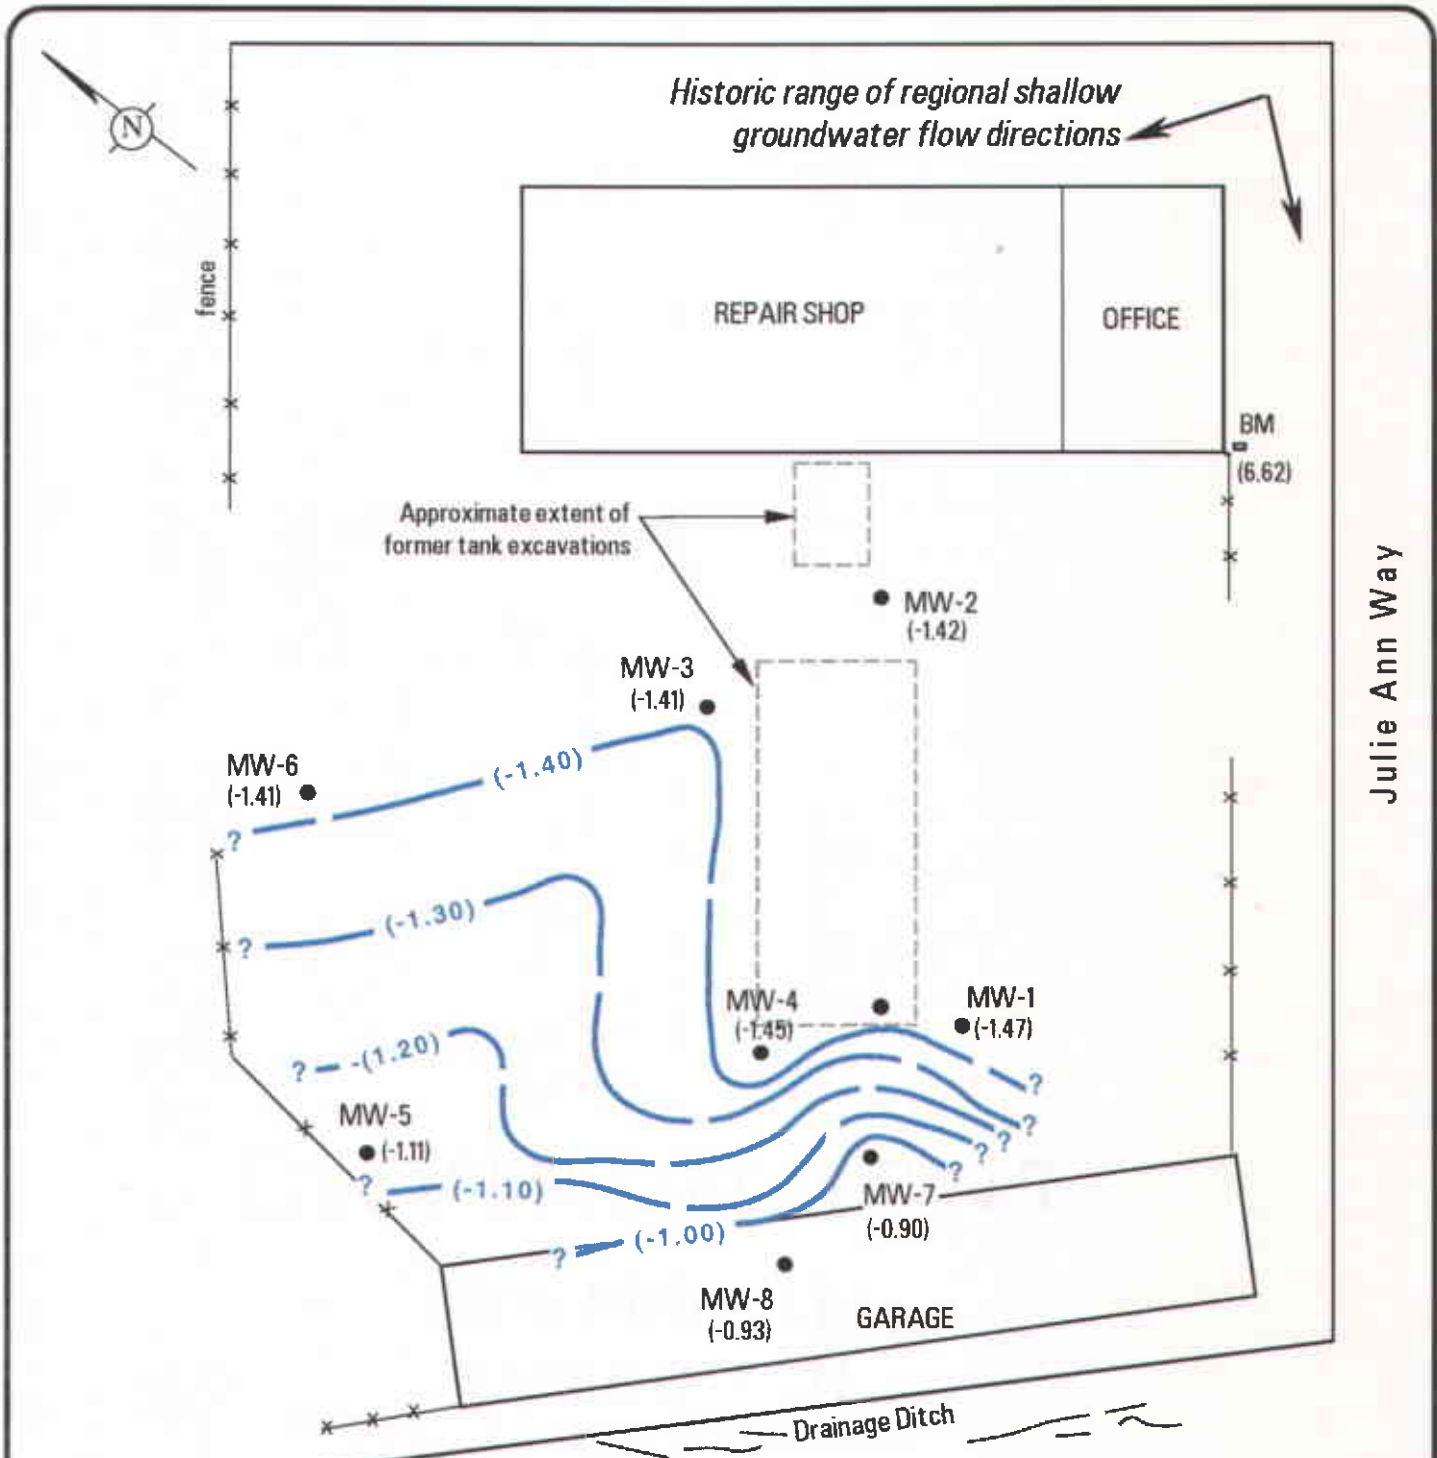 N
Historic range of regional shallow
groundwater flow directions
fence
REPAIR SHOP
OFFICE
BM
(6.62)
Approximate extent of
former tank excavations
MW-2
(-1.42)
Julie Ann Way
MW-3
(-1.41)
(-1.40)
MW-6
(-1.41)
?
(-1.30)
?
MW-4
(-1.45)
MW-1
(-1.47)
? -(1.20)
?
MW-5
(-1.11)
?
?
?
?
? (-1.10)
MW-7
(-0.90)
? (-1.00)
MW-8
(-0.93)
GARAGE
Drainage Ditch